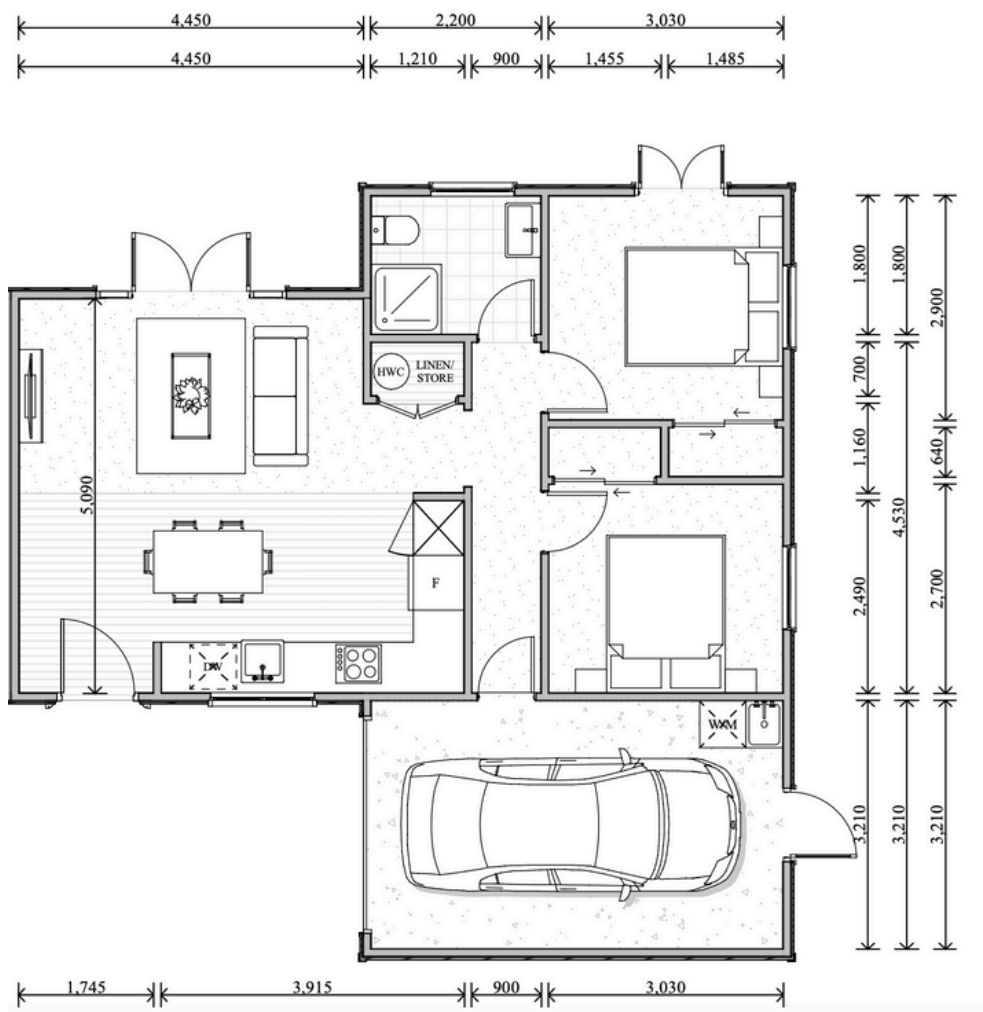 4,450 2,200 3,030
4,450 1,210 900 1,455 1,485
1,800 1,800 2,900
HWC LINEN/
STORE
700
1,160 640
5,090
4,530
F
2,490 2,700
DW
WM
3,210 3,210 3,210
1,745 3,915 900 3,030